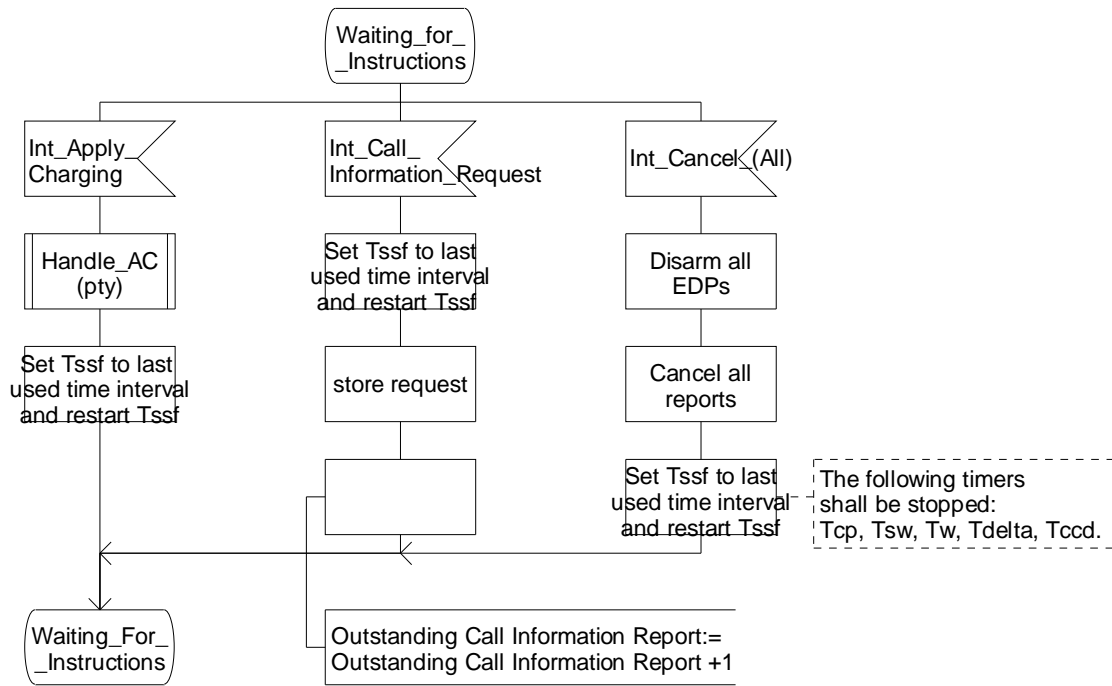 Waiting_for_
_Instructions
Int_Apply_
Charging
Int_Call_
Information_Request
Int_Cancel_(All)
Handle_AC
(pty)
Set Tssf to last
used time interval
and restart Tssf
Disarm all
EDPs
Set Tssf to last
used time interval
and restart Tssf
store request
Cancel all
reports
Set Tssf to last
used time interval
and restart Tssf
The following timers
shall be stopped:
Tcp, Tsw, Tw, Tdelta, Tccd.
Waiting_For_
_Instructions
Outstanding Call Information Report:=
Outstanding Call Information Report +1